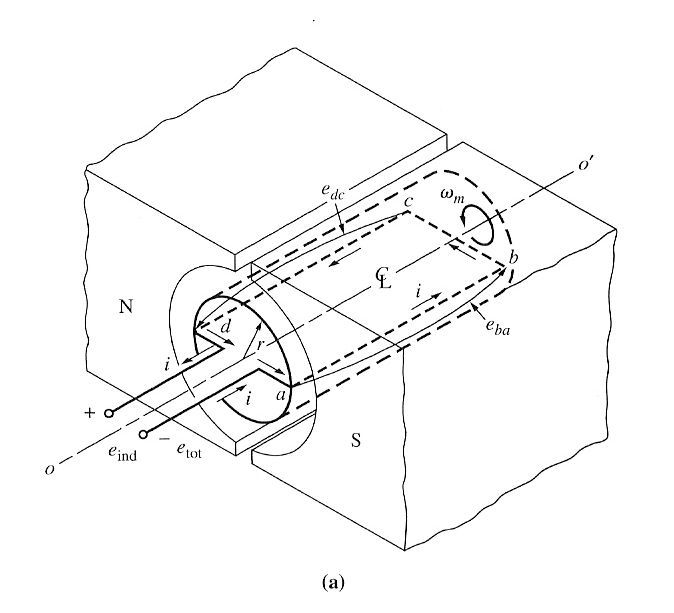 o'
e_dc
c
ω_m
b
℄
N
i
e_ba
d
r
i
a
i
S
+
−
e_ind
e_tot
o
(a)